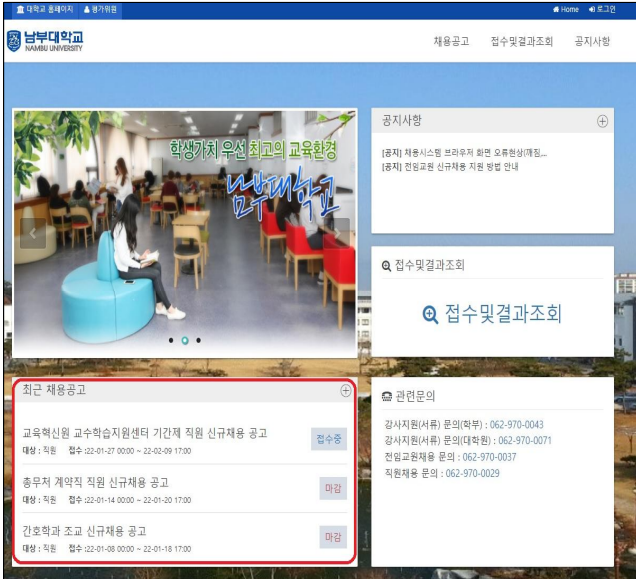 대학교 홈페이지 평가위원 Home 로그인
남부대학교
NAMBU UNIVERSITY
채용공고 접수및결과조회 공지사항
학생가치 우선 최고의 교육환경
남부대학교
공지사항
[공지] 채용시스템 브라우저 화면 오류현상(깨짐,...
[공지] 전임교원 신규채용 지원 방법 안내
접수및결과조회
접수및결과조회
최근 채용공고
교육혁신원 교수학습지원센터 기간제 직원 신규채용 공고
대상 : 직원 접수 :22-01-27 00:00 ~ 22-02-09 17:00
접수중
총무처 계약직 직원 신규채용 공고
대상 : 직원 접수 :22-01-14 00:00 ~ 22-01-20 17:00
마감
간호학과 조교 신규채용 공고
대상 : 직원 접수 :22-01-08 00:00 ~ 22-01-18 17:00
마감
관련문의
강사지원(서류) 문의(학부) : 062-970-0043
강사지원(서류) 문의(대학원) : 062-970-0071
전임교원채용 문의 : 062-970-0037
직원채용 문의 : 062-970-0029